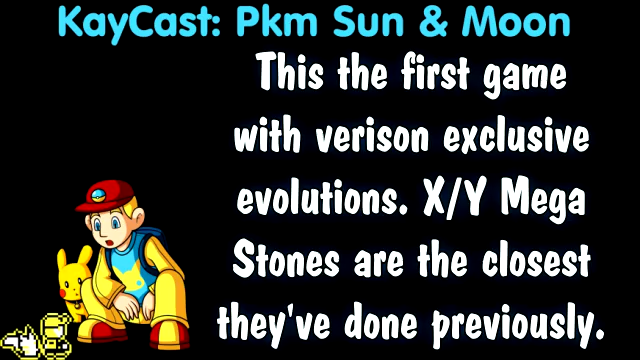 KayCast: Pkm Sun & Moon
This the first game
with verison exclusive
evolutions. X/Y Mega
Stones are the closest
they've done previously.